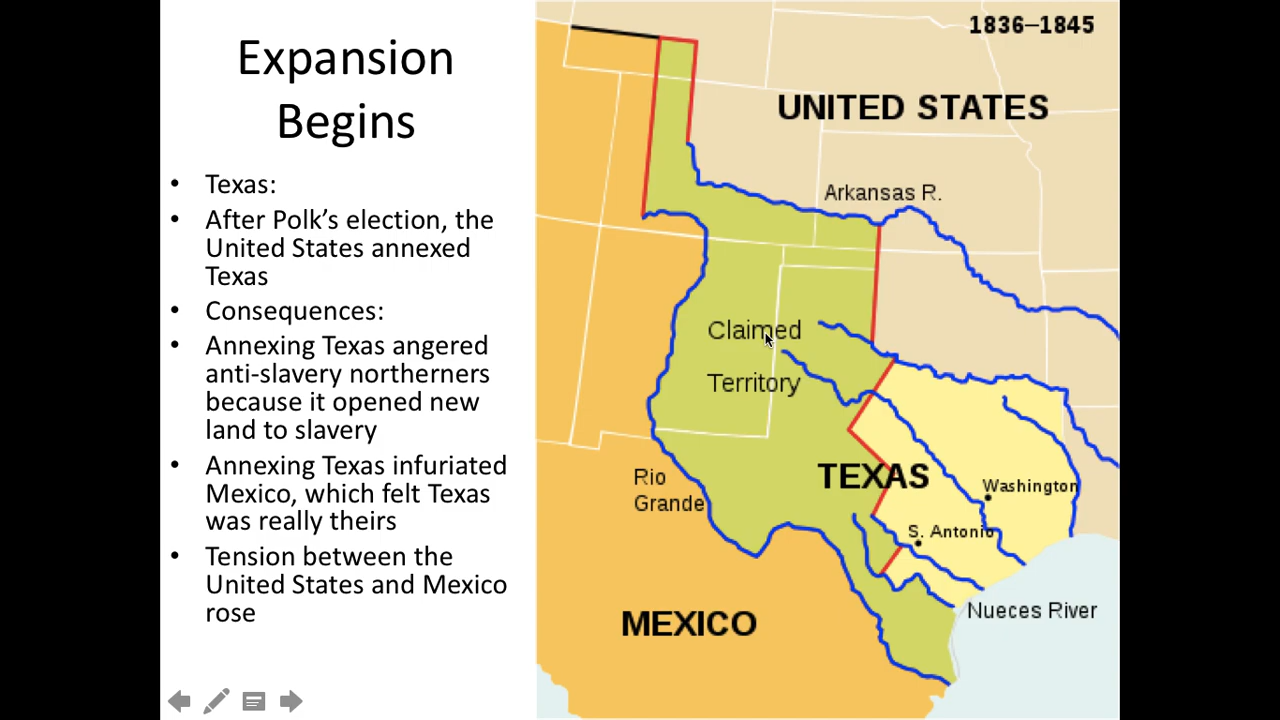 Expansion
Begins
• Texas:
• After Polk’s election, the
United States annexed
Texas
• Consequences:
• Annexing Texas angered
anti-slavery northerners
because it opened new
land to slavery
• Annexing Texas infuriated
Mexico, which felt Texas
was really theirs
• Tension between the
United States and Mexico
rose
1836–1845
UNITED STATES
Arkansas R.
Claimed
Territory
Rio
Grande
TEXAS
Washington
S. Antonio
Nueces River
MEXICO